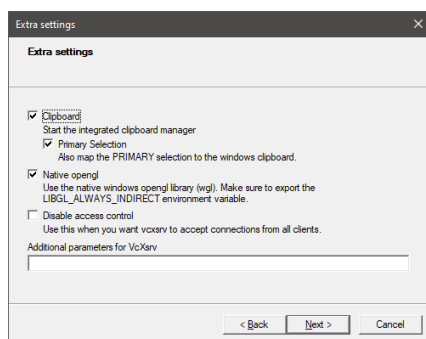 Extra settings
Extra settings
Clipboard
Start the integrated clipboard manager
Primary Selection
Also map the PRIMARY selection to the windows clipboard.
Native opengl
Use the native windows opengl library (wgl). Make sure to export the
LIBGL_ALWAYS_INDIRECT environment variable.
Disable access control
Use this when you want vcxsrv to accept connections from all clients.
Additional parameters for VcXsrv
< Back Next > Cancel